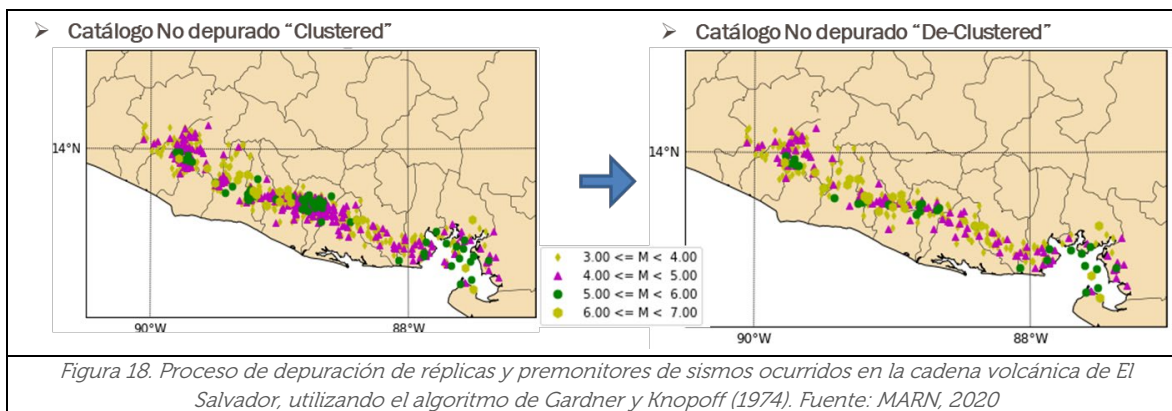 ➢ Catálogo No depurado “Clustered”
➢ Catálogo No depurado “De-Clustered”
14°N
90°W
88°W
3.00 <= M < 4.00
4.00 <= M < 5.00
5.00 <= M < 6.00
6.00 <= M < 7.00
14°N
90°W
88°W
Figura 18. Proceso de depuración de réplicas y premonitores de sismos ocurridos en la cadena volcánica de El
Salvador, utilizando el algoritmo de Gardner y Knopoff (1974). Fuente: MARN, 2020